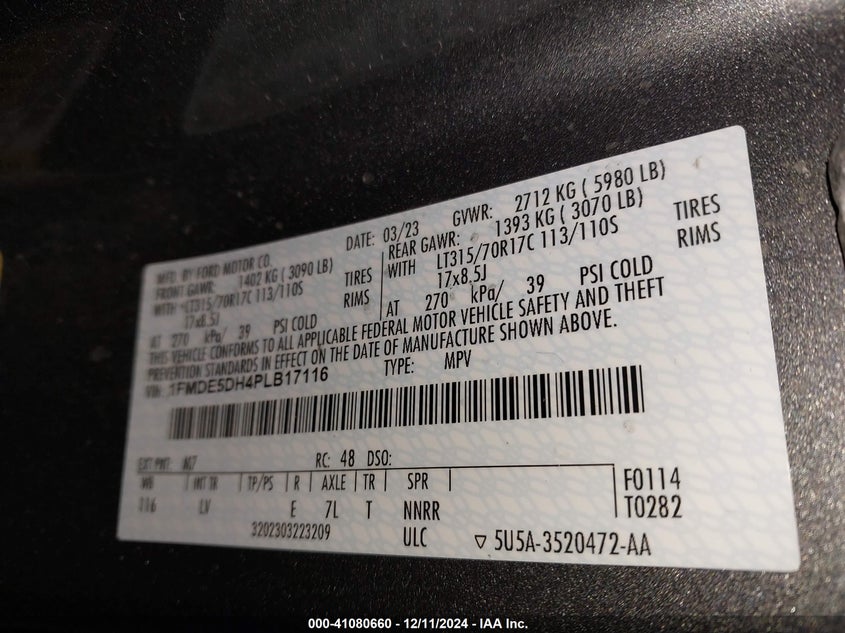 MFD. BY FORD MOTOR CO.
DATE: 03/23
GVWR: 2712 KG ( 5980 LB)
FRONT GAWR: 1402 KG ( 3090 LB)
WITH LT315/70R17C 113/110S TIRES
17x8.5J RIMS
AT 270 kPa/ 39 PSI COLD
REAR GAWR: 1393 KG ( 3070 LB)
WITH LT315/70R17C 113/110S TIRES
17x8.5J RIMS
AT 270 kPa/ 39 PSI COLD
THIS VEHICLE CONFORMS TO ALL APPLICABLE FEDERAL MOTOR VEHICLE SAFETY AND THEFT
PREVENTION STANDARDS IN EFFECT ON THE DATE OF MANUFACTURE SHOWN ABOVE.
VIN: 1FMDE5DH4PLB17116
TYPE: MPV
EXT PNT: M7 RC: 48 DSO:
WB INT TR TP/PS R AXLE TR SPR
116 LV E 7L T NNRR
3202303223209 ULC
F0114
T0282
5U5A-3520472-AA
000-41080660 - 12/11/2024 - IAA Inc.